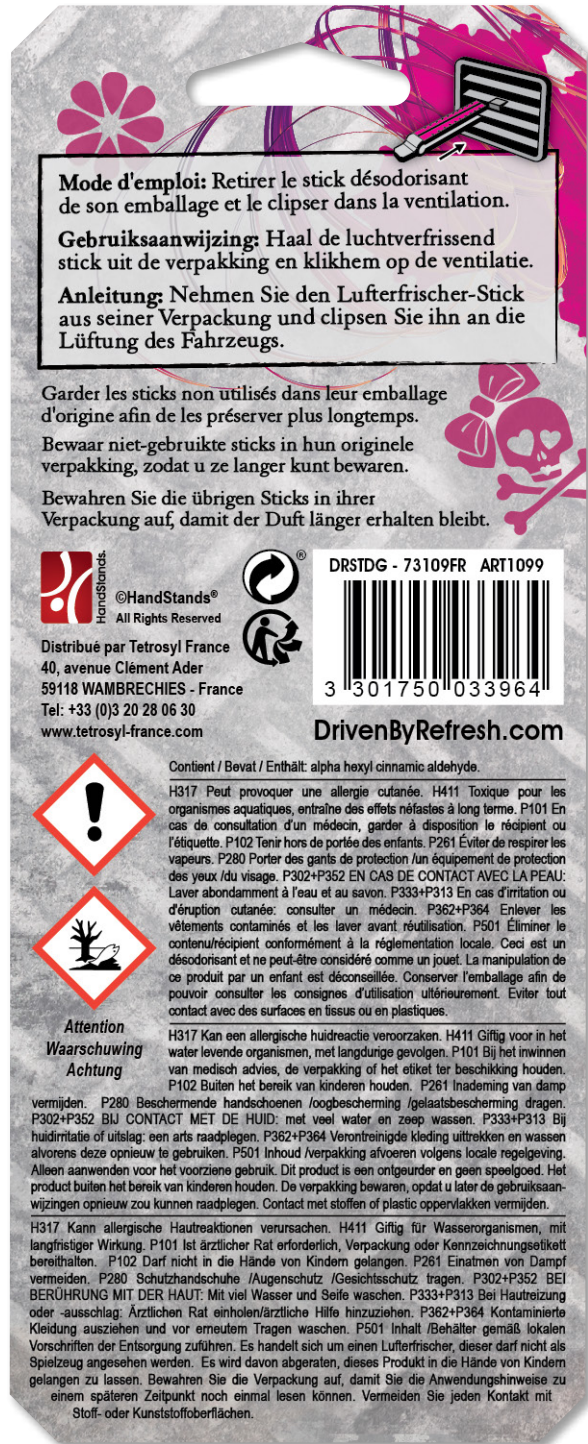 Mode d'emploi: Retirer le stick désodorisant
de son emballage et le clipser dans la ventilation.
Gebruiksaanwijzing: Haal de luchtverfrissend
stick uit de verpakking en klikhem op de ventilatie.
Anleitung: Nehmen Sie den Lufterfrischer-Stick
aus seiner Verpackung und clipsen Sie ihn an die
Lüftung des Fahrzeugs.
Garder les sticks non utilisés dans leur emballage
d'origine afin de les préserver plus longtemps.
Bewaar niet-gebruikte sticks in hun originele
verpakking, zodat u ze langer kunt bewaren.
Bewahren Sie die übrigen Sticks in ihrer
Verpackung auf, damit der Duft länger erhalten bleibt.
HandStands.
©HandStands®
All Rights Reserved
®
Distribué par Tetrosyl France
40, avenue Clément Ader
59118 WAMBRECHIES - France
Tel: +33 (0)3 20 28 06 30
www.tetrosyl-france.com
DRSTDG - 73109FR ART1099
3 301750 033964
DrivenByRefresh.com
Contient / Bevat / Enthält: alpha hexyl cinnamic aldehyde.
H317 Peut provoquer une allergie cutanée. H411 Toxique pour les
organismes aquatiques, entraîne des effets néfastes à long terme. P101 En
cas de consultation d'un médecin, garder à disposition le récipient ou
l'étiquette. P102 Tenir hors de portée des enfants. P261 Éviter de respirer les
vapeurs. P280 Porter des gants de protection /un équipement de protection
des yeux /du visage. P302+P352 EN CAS DE CONTACT AVEC LA PEAU:
Laver abondamment à l'eau et au savon. P333+P313 En cas d'irritation ou
d'éruption cutanée: consulter un médecin. P362+P364 Enlever les
vêtements contaminés et les laver avant réutilisation. P501 Éliminer le
contenu/récipient conformément à la réglementation locale. Ceci est un
désodorisant et ne peut-être considéré comme un jouet. La manipulation de
ce produit par un enfant est déconseillée. Conserver l'emballage afin de
pouvoir consulter les consignes d'utilisation ultérieurement. Eviter tout
contact avec des surfaces en tissus ou en plastiques.
Attention
Waarschuwing
Achtung
H317 Kan een allergische huidreactie veroorzaken. H411 Giftig voor in het
water levende organismen, met langdurige gevolgen. P101 Bij het inwinnen
van medisch advies, de verpakking of het etiket ter beschikking houden.
P102 Buiten het bereik van kinderen houden. P261 Inademing van damp
vermijden. P280 Beschermende handschoenen /oogbescherming /gelaatsbescherming dragen.
P302+P352 BIJ CONTACT MET DE HUID: met veel water en zeep wassen. P333+P313 Bij
huidirritatie of uitslag: een arts raadplegen. P362+P364 Verontreinigde kleding uittrekken en wassen
alvorens deze opnieuw te gebruiken. P501 Inhoud /verpakking afvoeren volgens locale regelgeving.
Alleen aanwenden voor het voorziene gebruik. Dit product is een ontgeurder en geen speelgoed. Het
product buiten het bereik van kinderen houden. De verpakking bewaren, opdat u later de gebruiksaan-
wijzingen opnieuw zou kunnen raadplegen. Contact met stoffen of plastic oppervlakken vermijden.
H317 Kann allergische Hautreaktionen verursachen. H411 Giftig für Wasserorganismen, mit
langfristiger Wirkung. P101 Ist ärztlicher Rat erforderlich, Verpackung oder Kennzeichnungsetikett
bereithalten. P102 Darf nicht in die Hände von Kindern gelangen. P261 Einatmen von Dampf
vermeiden. P280 Schutzhandschuhe /Augenschutz /Gesichtsschutz tragen. P302+P352 BEI
BERÜHRUNG MIT DER HAUT: Mit viel Wasser und Seife waschen. P333+P313 Bei Hautreizung
oder -ausschlag: Ärztlichen Rat einholen/ärztliche Hilfe hinzuziehen. P362+P364 Kontaminierte
Kleidung ausziehen und vor erneutem Tragen waschen. P501 Inhalt /Behälter gemäß lokalen
Vorschriften der Entsorgung zuführen. Es handelt sich um einen Lufterfrischer, dieser darf nicht als
Spielzeug angesehen werden. Es wird davon abgeraten, dieses Produkt in die Hände von Kindern
gelangen zu lassen. Bewahren Sie die Verpackung auf, damit Sie die Anwendungshinweise zu
einem späteren Zeitpunkt noch einmal lesen können. Vermeiden Sie jeden Kontakt mit
Stoff- oder Kunststoffoberflächen.